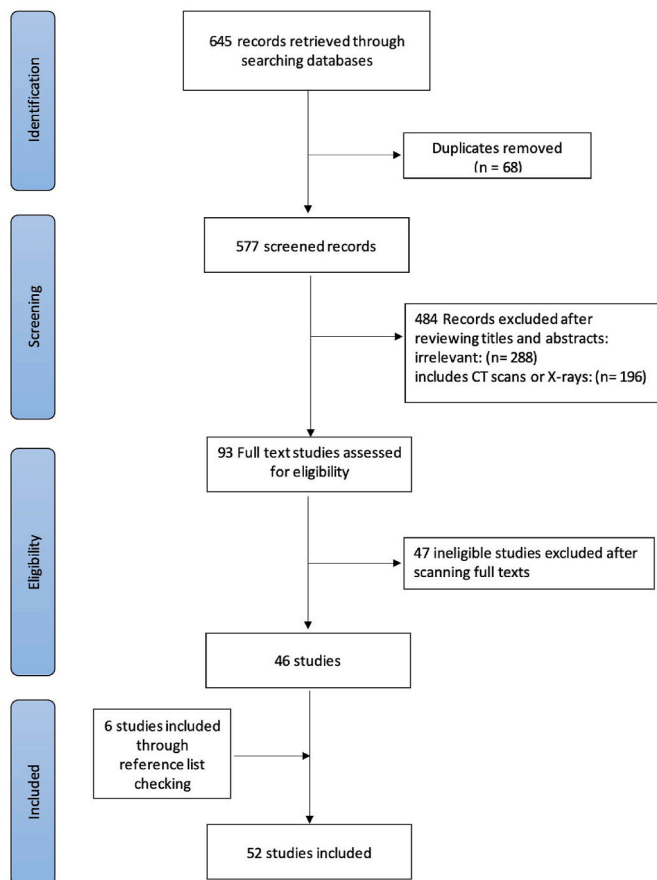 645 records retrieved through
searching databases
Identification
Duplicates removed
(n = 68)
577 screened records
Screening
484 Records excluded after
reviewing titles and abstracts:
irrelevant: (n= 288)
includes CT scans or X-rays: (n= 196)
93 Full text studies assessed
for eligibility
Eligibility
47 ineligible studies excluded after
scanning full texts
46 studies
6 studies included
through
reference list
checking
Included
52 studies included